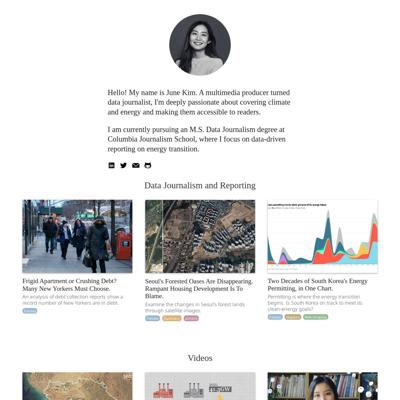 Hello! My name is June Kim. A multimedia producer turned
data journalist, I'm deeply passionate about covering climate
and energy and making them accessible to readers.
I am currently pursuing an M.S. Data Journalism degree at
Columbia Journalism School, where I focus on data-driven
reporting on energy transition.
Data Journalism and Reporting
Frigid Apartment or Crushing Debt?
Many New Yorkers Must Choose.
An analysis of debt collection reports show a
record number of New Yorkers are in debt.
Seoul's Forested Oases Are Disappearing.
Rampant Housing Development Is To
Blame.
Examine the changes in Seoul's forest lands
through satellite images.
Two Decades of South Korea's Energy
Permitting, in One Chart.
Permitting is where the energy transition
begins. Is South Korea on track to meet its
clean-energy goals?
Videos